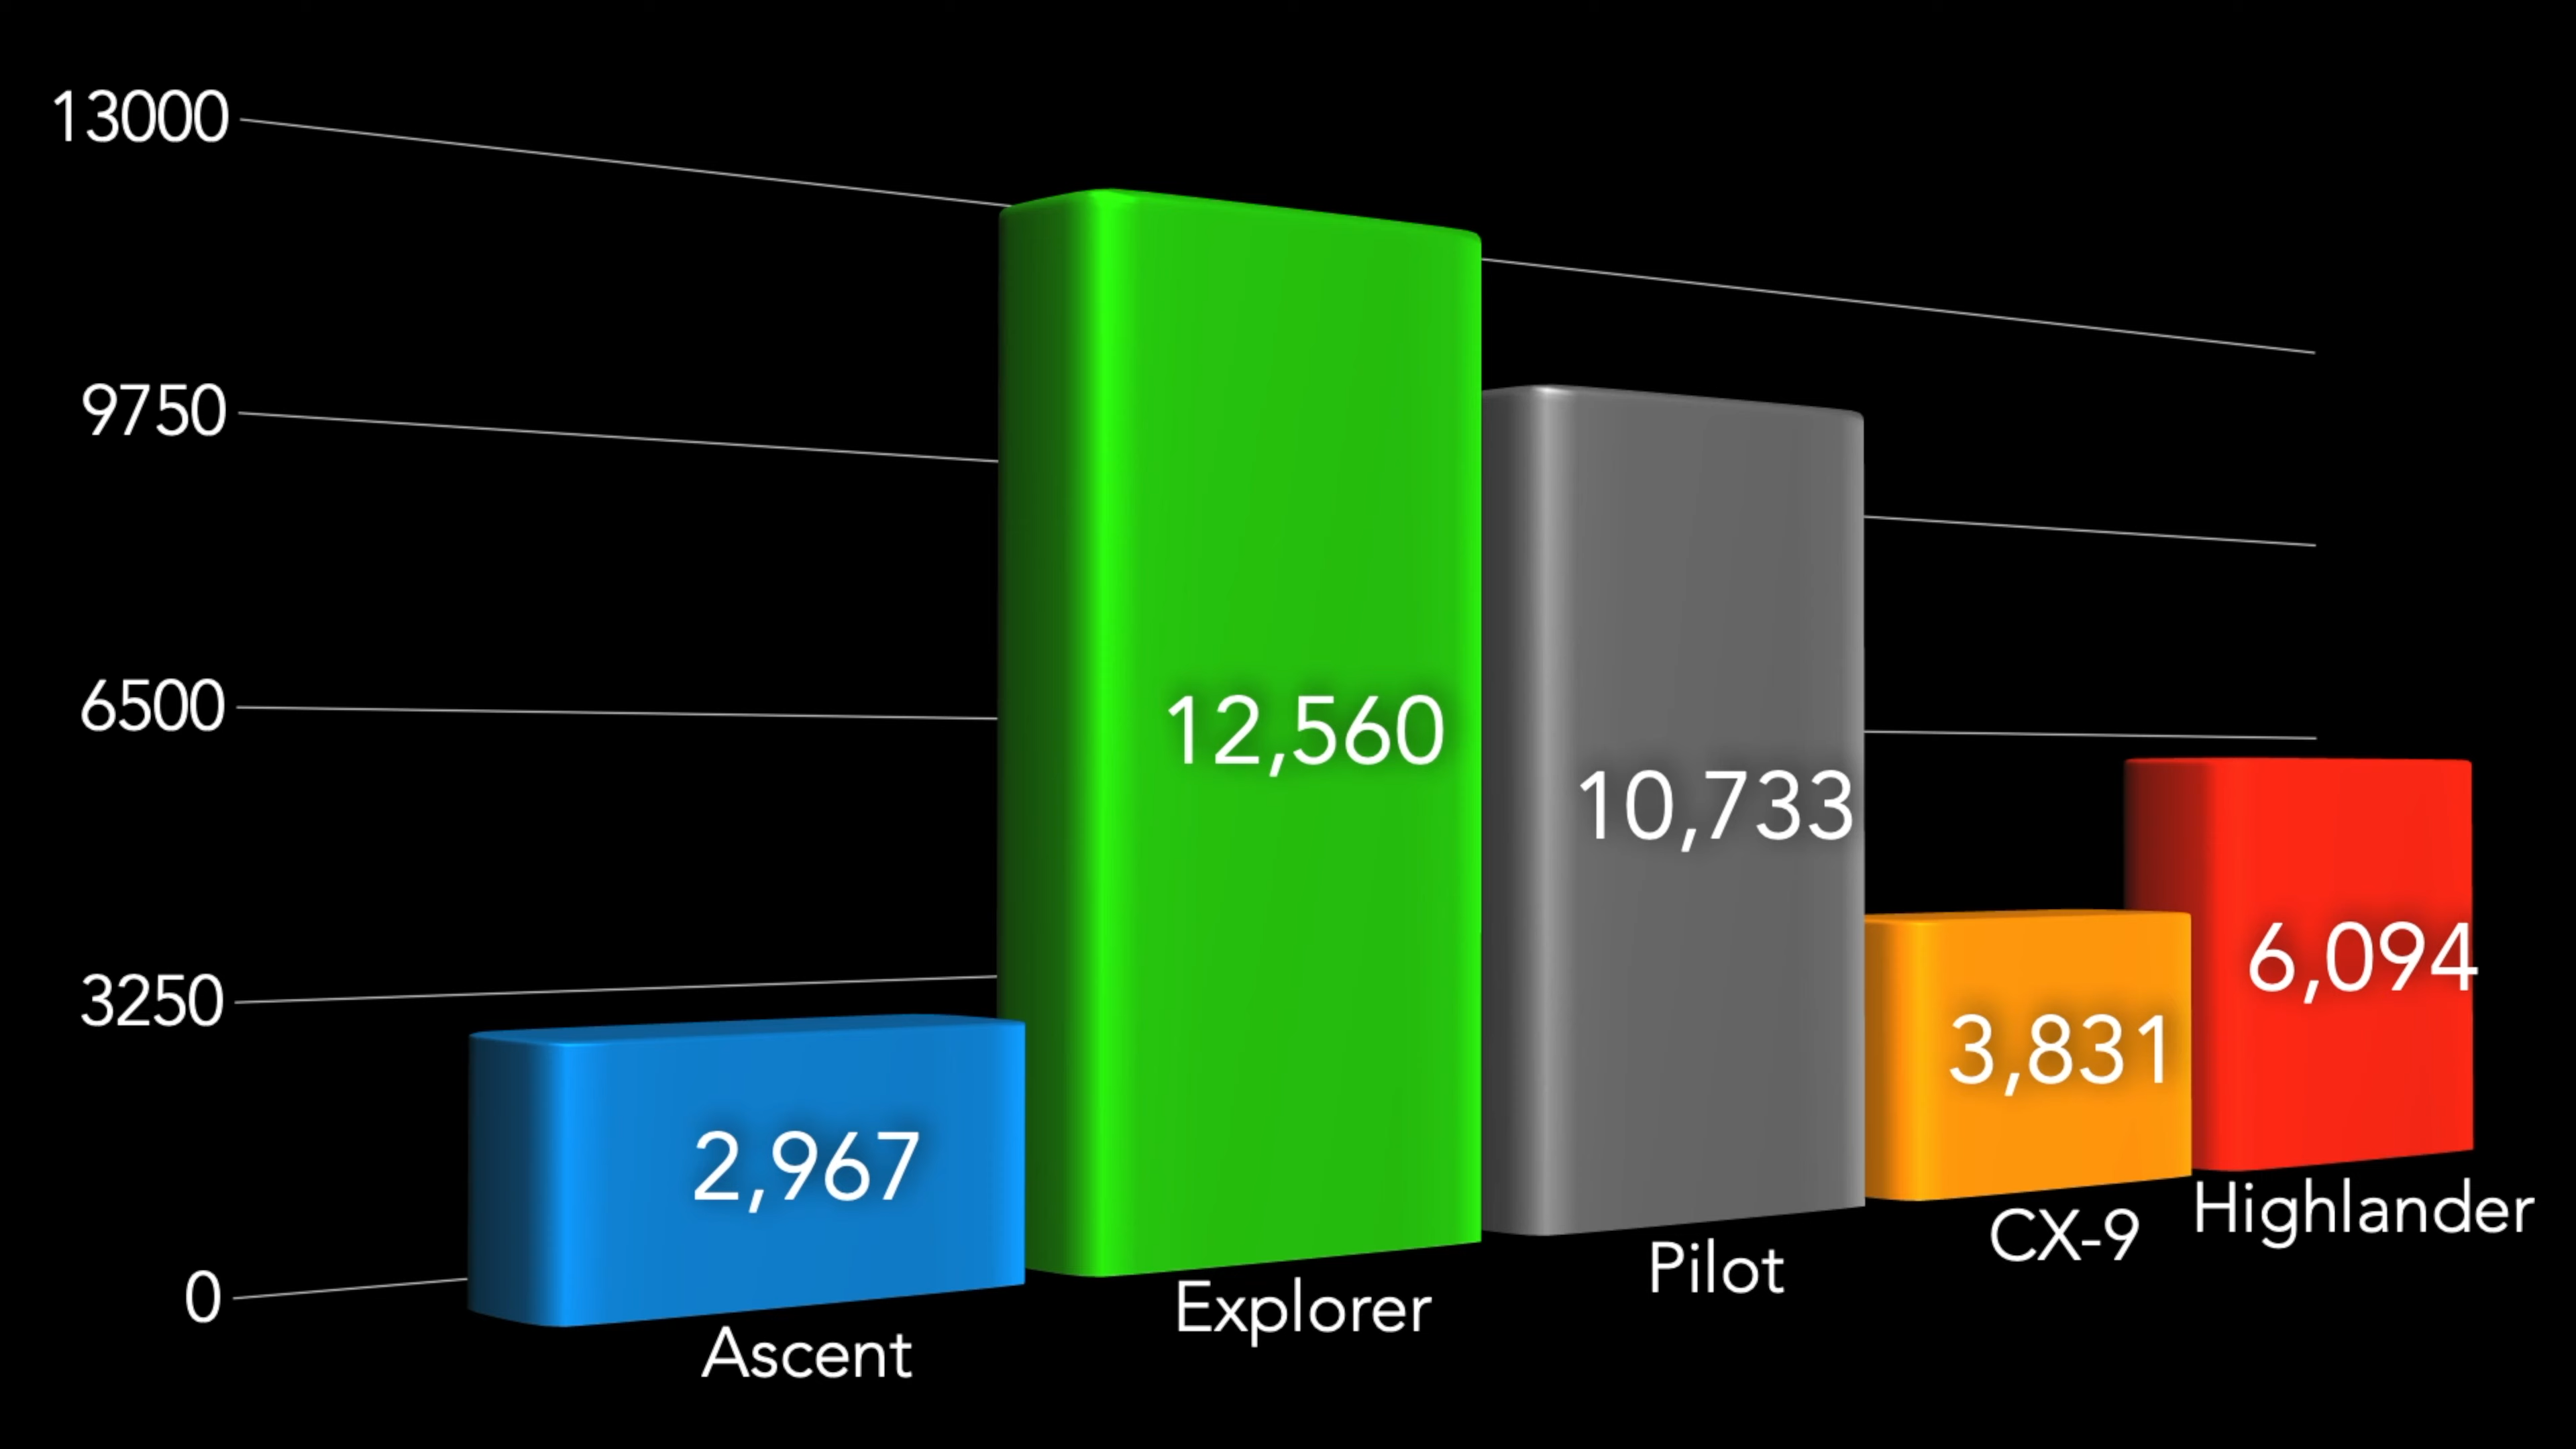 13000
9750
6500
3250
0
12,560
10,733
6,094
3,831
2,967
Ascent
Explorer
Pilot
CX-9
Highlander